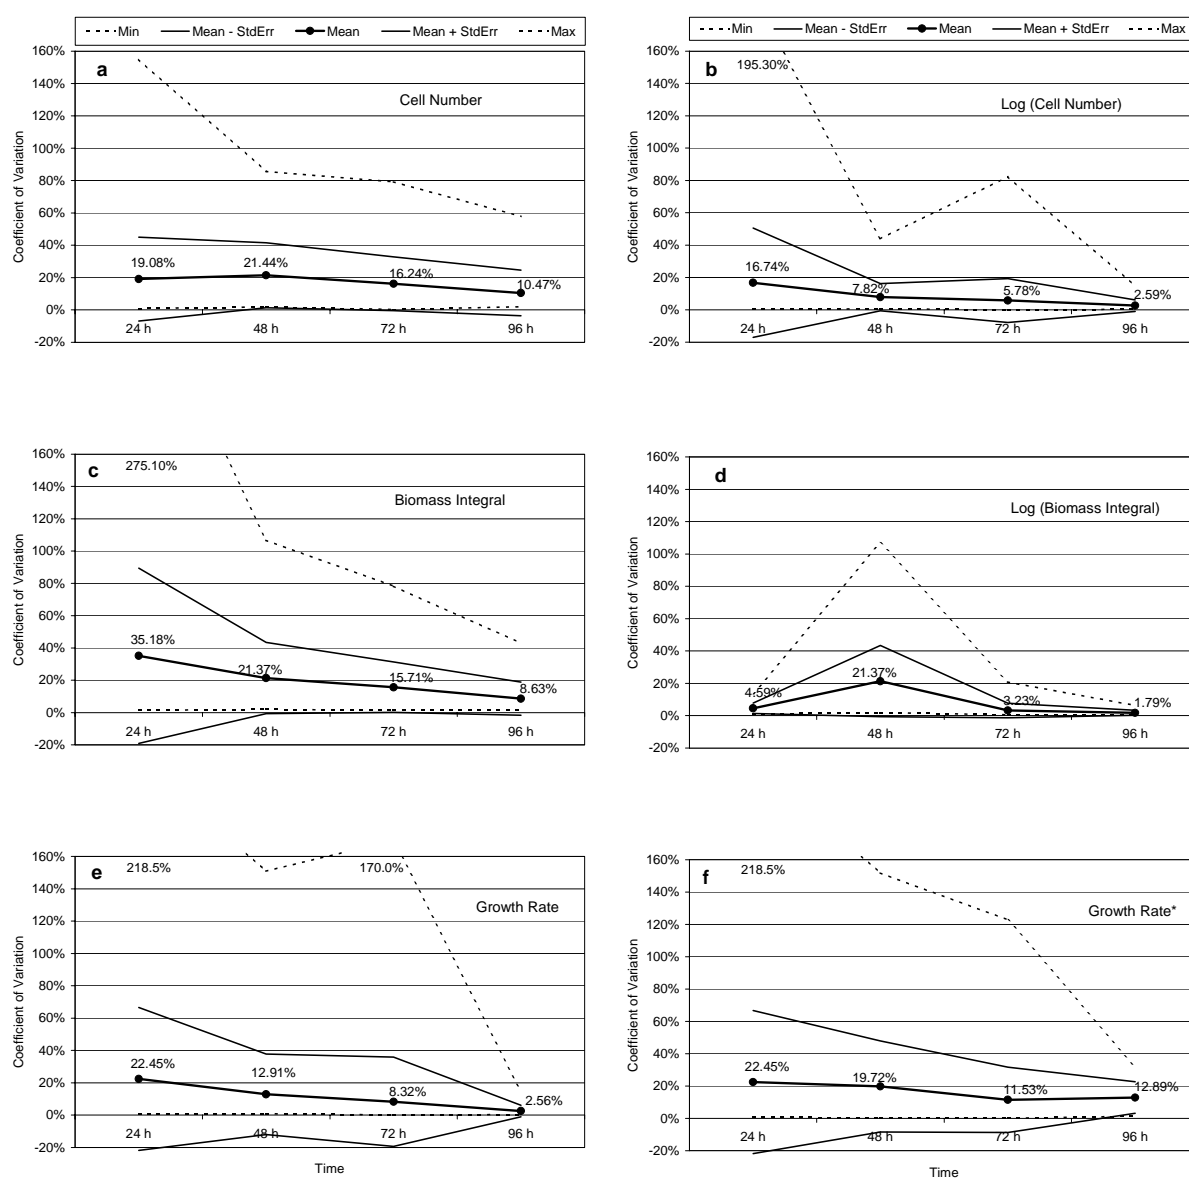 Min Mean - StdErr Mean Mean + StdErr Max
a
Cell Number
Coefficient of Variation
160%
140%
120%
100%
80%
60%
40%
20%
0%
-20%
19.08% 21.44% 16.24% 10.47%
24 h 48 h 72 h 96 h
Min Mean - StdErr Mean Mean + StdErr Max
b
195.30%
Log (Cell Number)
Coefficient of Variation
160%
140%
120%
100%
80%
60%
40%
20%
0%
-20%
16.74% 7.82% 5.78% 2.59%
24 h 48 h 72 h 96 h
c
275.10%
Biomass Integral
Coefficient of Variation
160%
140%
120%
100%
80%
60%
40%
20%
0%
-20%
35.18% 21.37% 15.71% 8.63%
24 h 48 h 72 h 96 h
d
Log (Biomass Integral)
Coefficient of Variation
160%
140%
120%
100%
80%
60%
40%
20%
0%
-20%
4.59% 21.37% 3.23% 1.79%
24 h 48 h 72 h 96 h
e
218.5% 170.0%
Growth Rate
Coefficient of Variation
160%
140%
120%
100%
80%
60%
40%
20%
0%
-20%
22.45% 12.91% 8.32% 2.56%
24 h 48 h 72 h 96 h
Time
f
218.5%
Growth Rate*
Coefficient of Variation
160%
140%
120%
100%
80%
60%
40%
20%
0%
-20%
22.45% 19.72% 11.53% 12.89%
24 h 48 h 72 h 96 h
Time